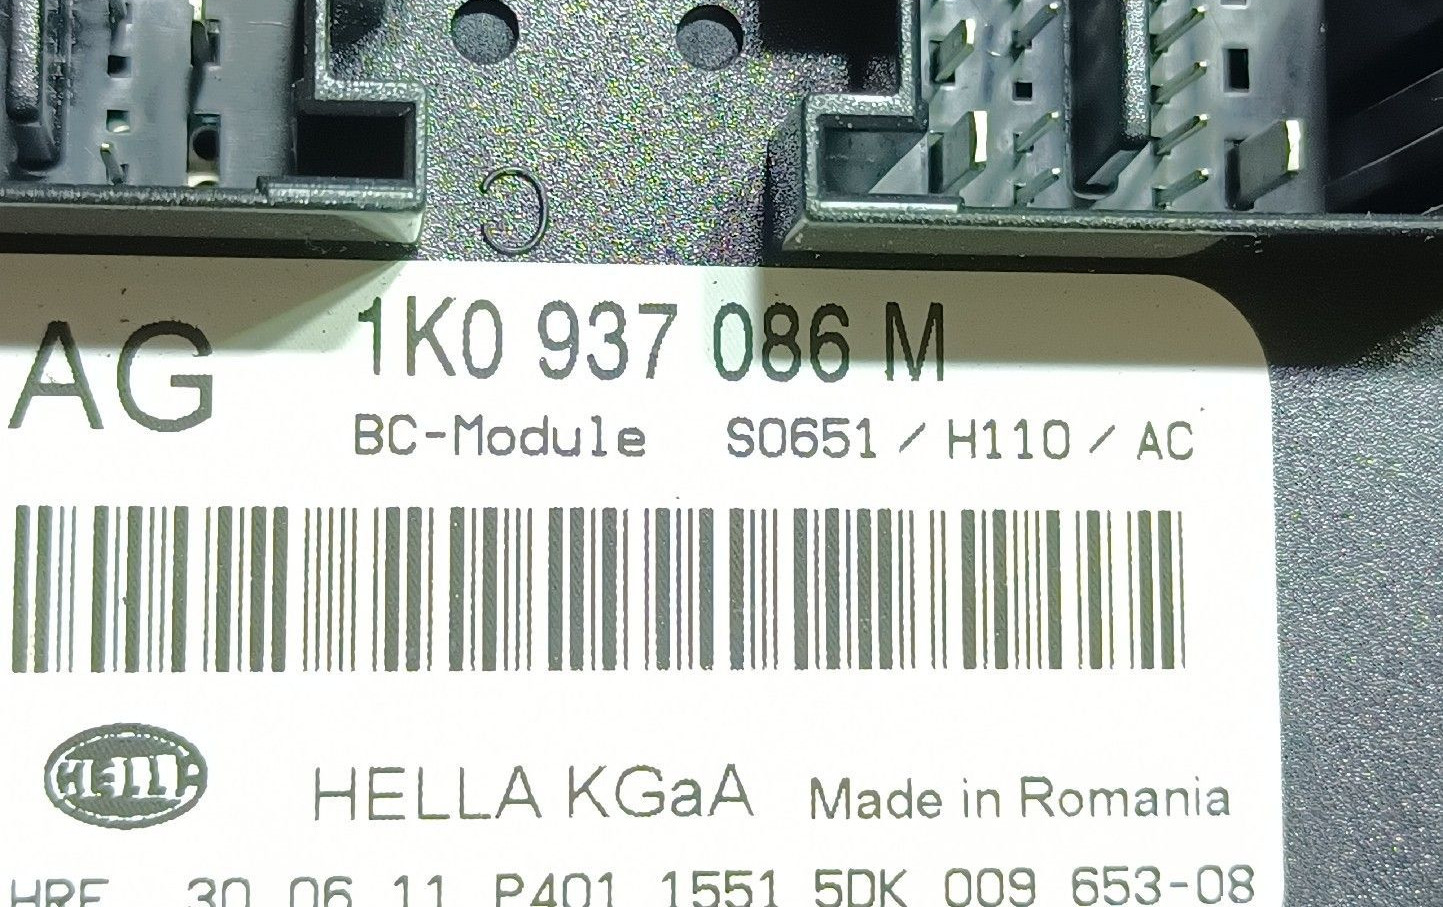 C
AG 1K0 937 086 M
BC-Module S0651 / H110 / AC
HELLA HELLA KGaA Made in Romania
30 06 11 P401 1551 5DK 009 653-08